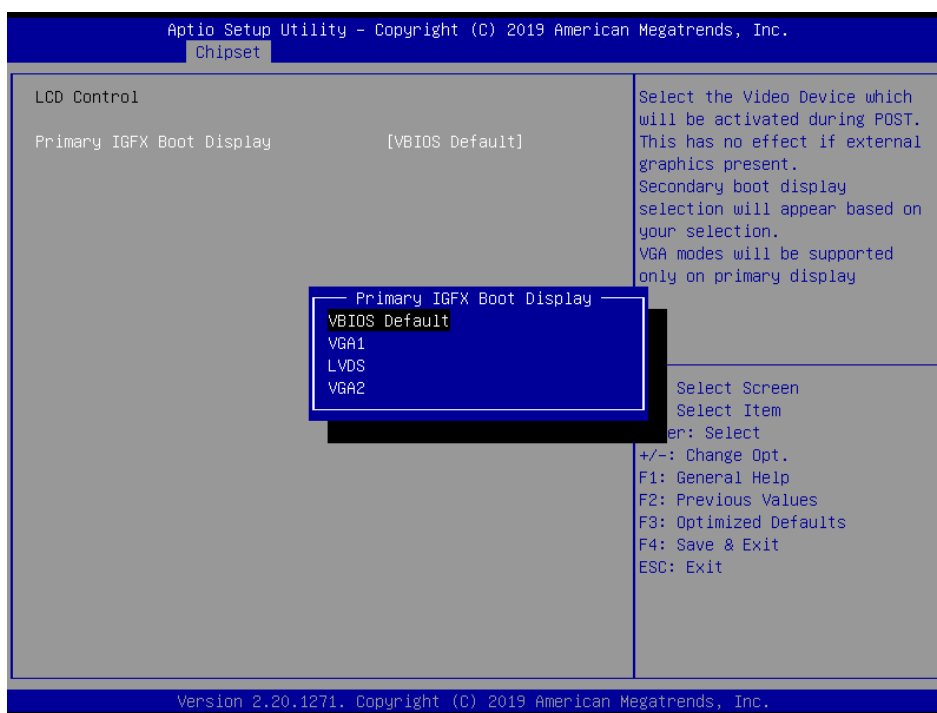 Aptio Setup Utility – Copyright (C) 2019 American Megatrends, Inc.
Chipset
LCD Control
Primary IGFX Boot Display [VBIOS Default]
Select the Video Device which
will be activated during POST.
This has no effect if external
graphics present.
Secondary boot display
selection will appear based on
your selection.
VGA modes will be supported
only on primary display
Primary IGFX Boot Display
VBIOS Default
VGA1
LVDS
VGA2
Select Screen
Select Item
er: Select
+/-: Change Opt.
F1: General Help
F2: Previous Values
F3: Optimized Defaults
F4: Save & Exit
ESC: Exit
Version 2.20.1271. Copyright (C) 2019 American Megatrends, Inc.